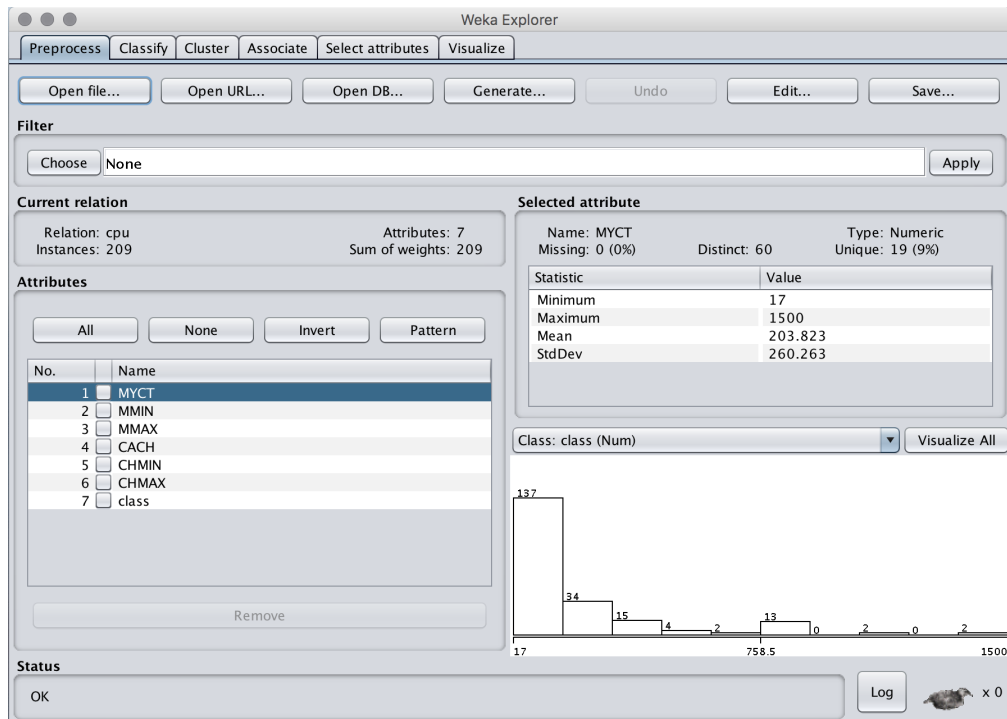 Weka Explorer
Preprocess Classify Cluster Associate Select attributes Visualize
Open file... Open URL... Open DB... Generate... Undo Edit... Save...
Filter
Choose None Apply
Current relation
Relation: cpu Attributes: 7
Instances: 209 Sum of weights: 209
Attributes
All None Invert Pattern
No. Name
1 MYCT
2 MMIN
3 MMAX
4 CACH
5 CHMIN
6 CHMAX
7 class
Remove
Selected attribute
Name: MYCT Type: Numeric
Missing: 0 (0%) Distinct: 60 Unique: 19 (9%)
Statistic Value
Minimum 17
Maximum 1500
Mean 203.823
StdDev 260.263
Class: class (Num) Visualize All
137
34
15
4
2
13
0
2
0
2
17 758.5 1500
Status
OK Log x 0